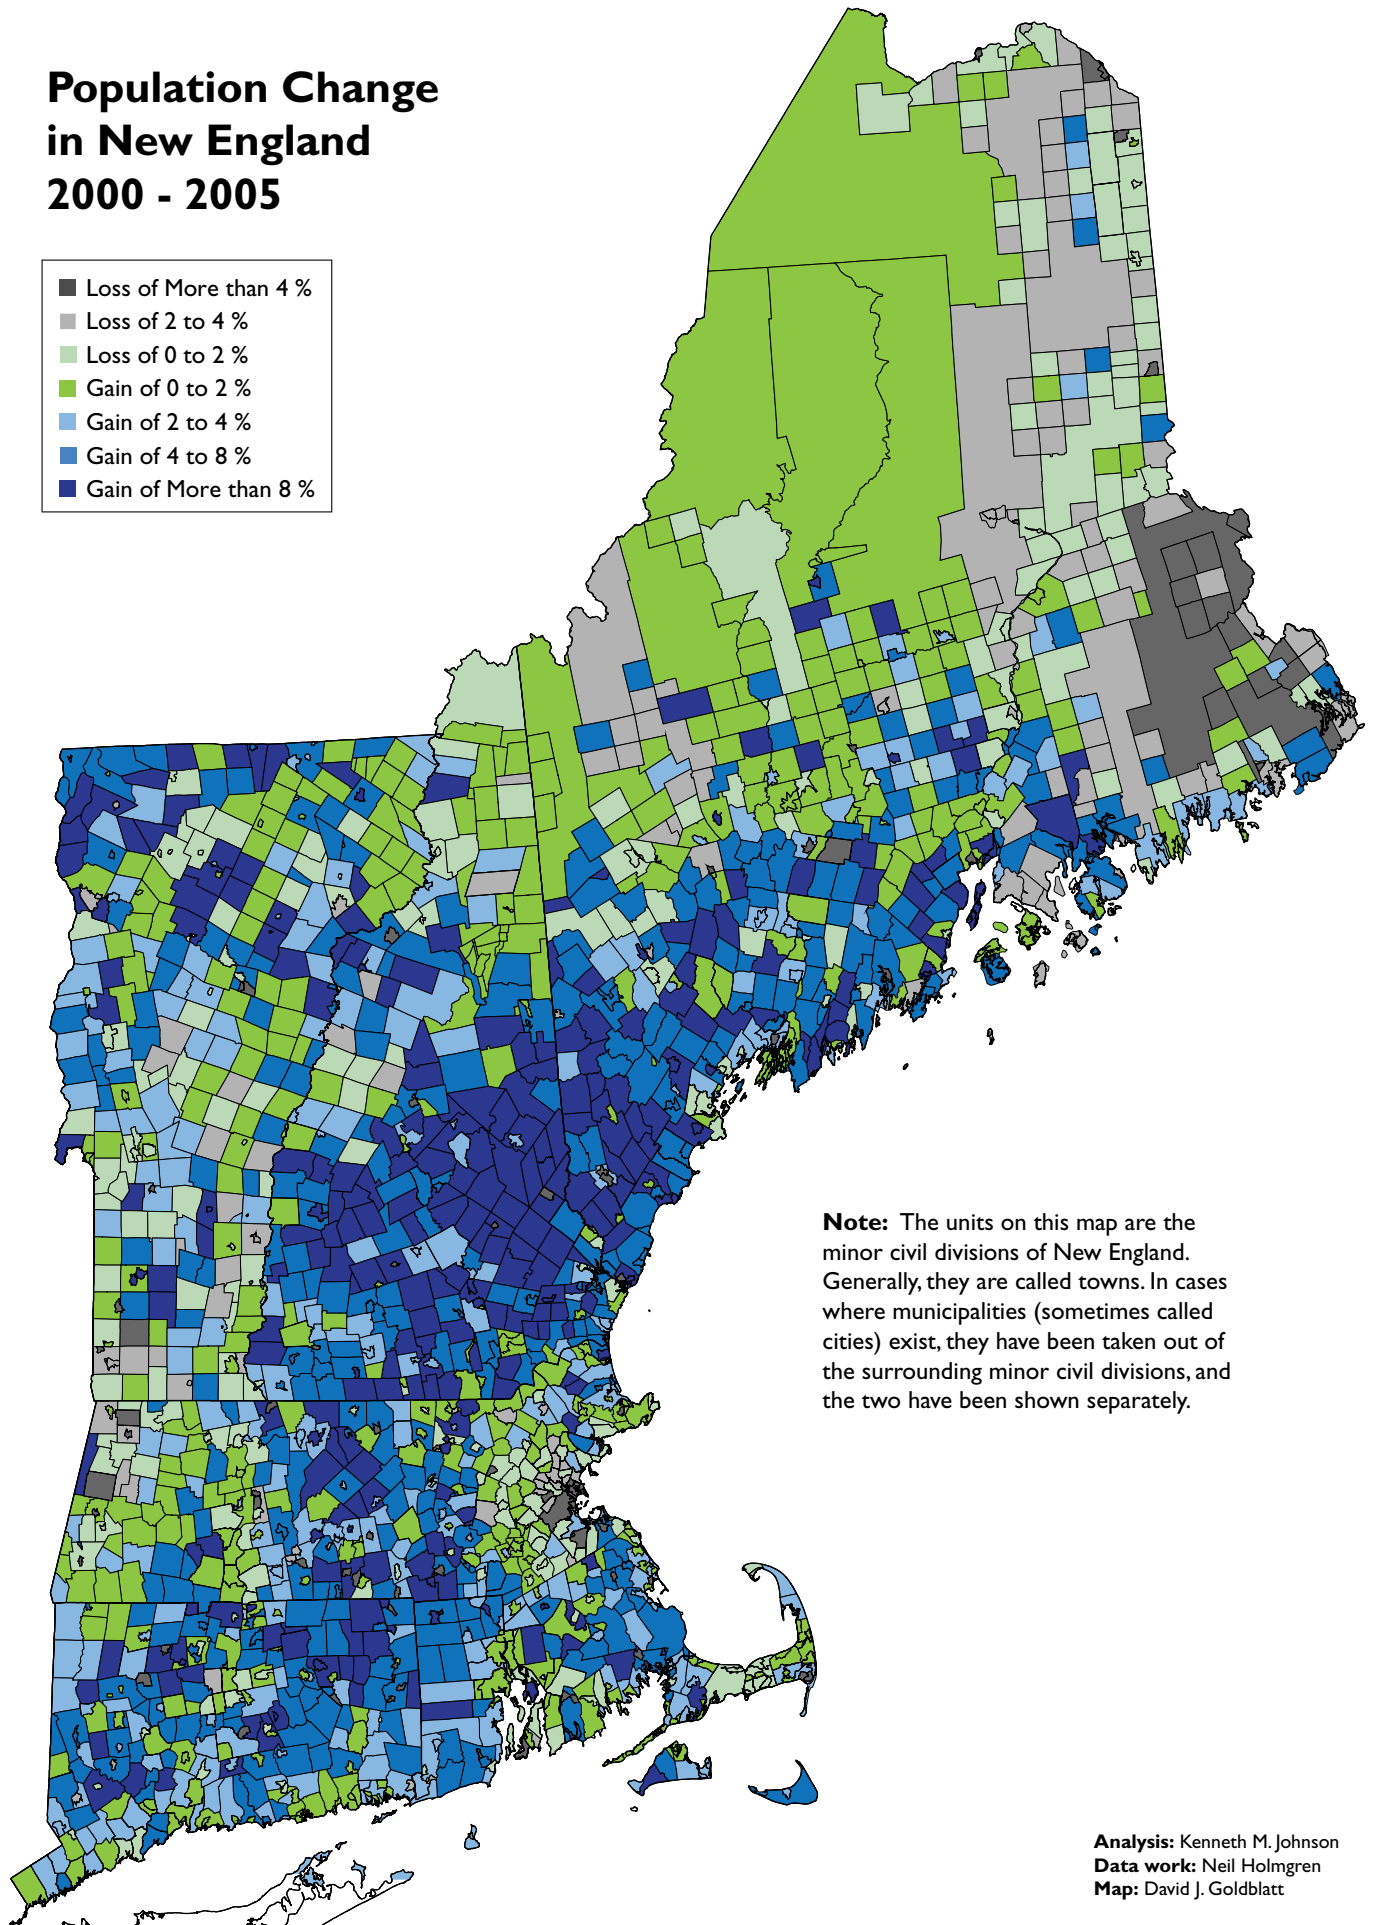 Population Change
in New England
2000 - 2005
Loss of More than 4 %
Loss of 2 to 4 %
Loss of 0 to 2 %
Gain of 0 to 2 %
Gain of 2 to 4 %
Gain of 4 to 8 %
Gain of More than 8 %
Note: The units on this map are the
minor civil divisions of New England.
Generally, they are called towns. In cases
where municipalities (sometimes called
cities) exist, they have been taken out of
the surrounding minor civil divisions, and
the two have been shown separately.
Analysis: Kenneth M. Johnson
Data work: Neil Holmgren
Map: David J. Goldblatt